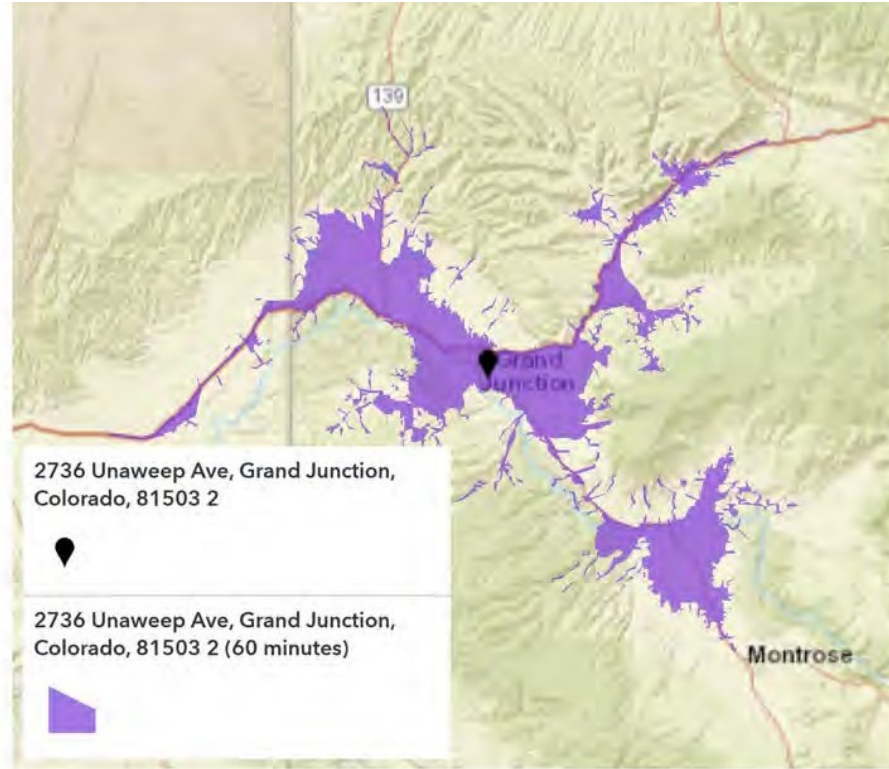 139
Grand
Junction
2736 Unaweep Ave, Grand Junction,
Colorado, 81503 2
2736 Unaweep Ave, Grand Junction,
Colorado, 81503 2 (60 minutes)
Montrose